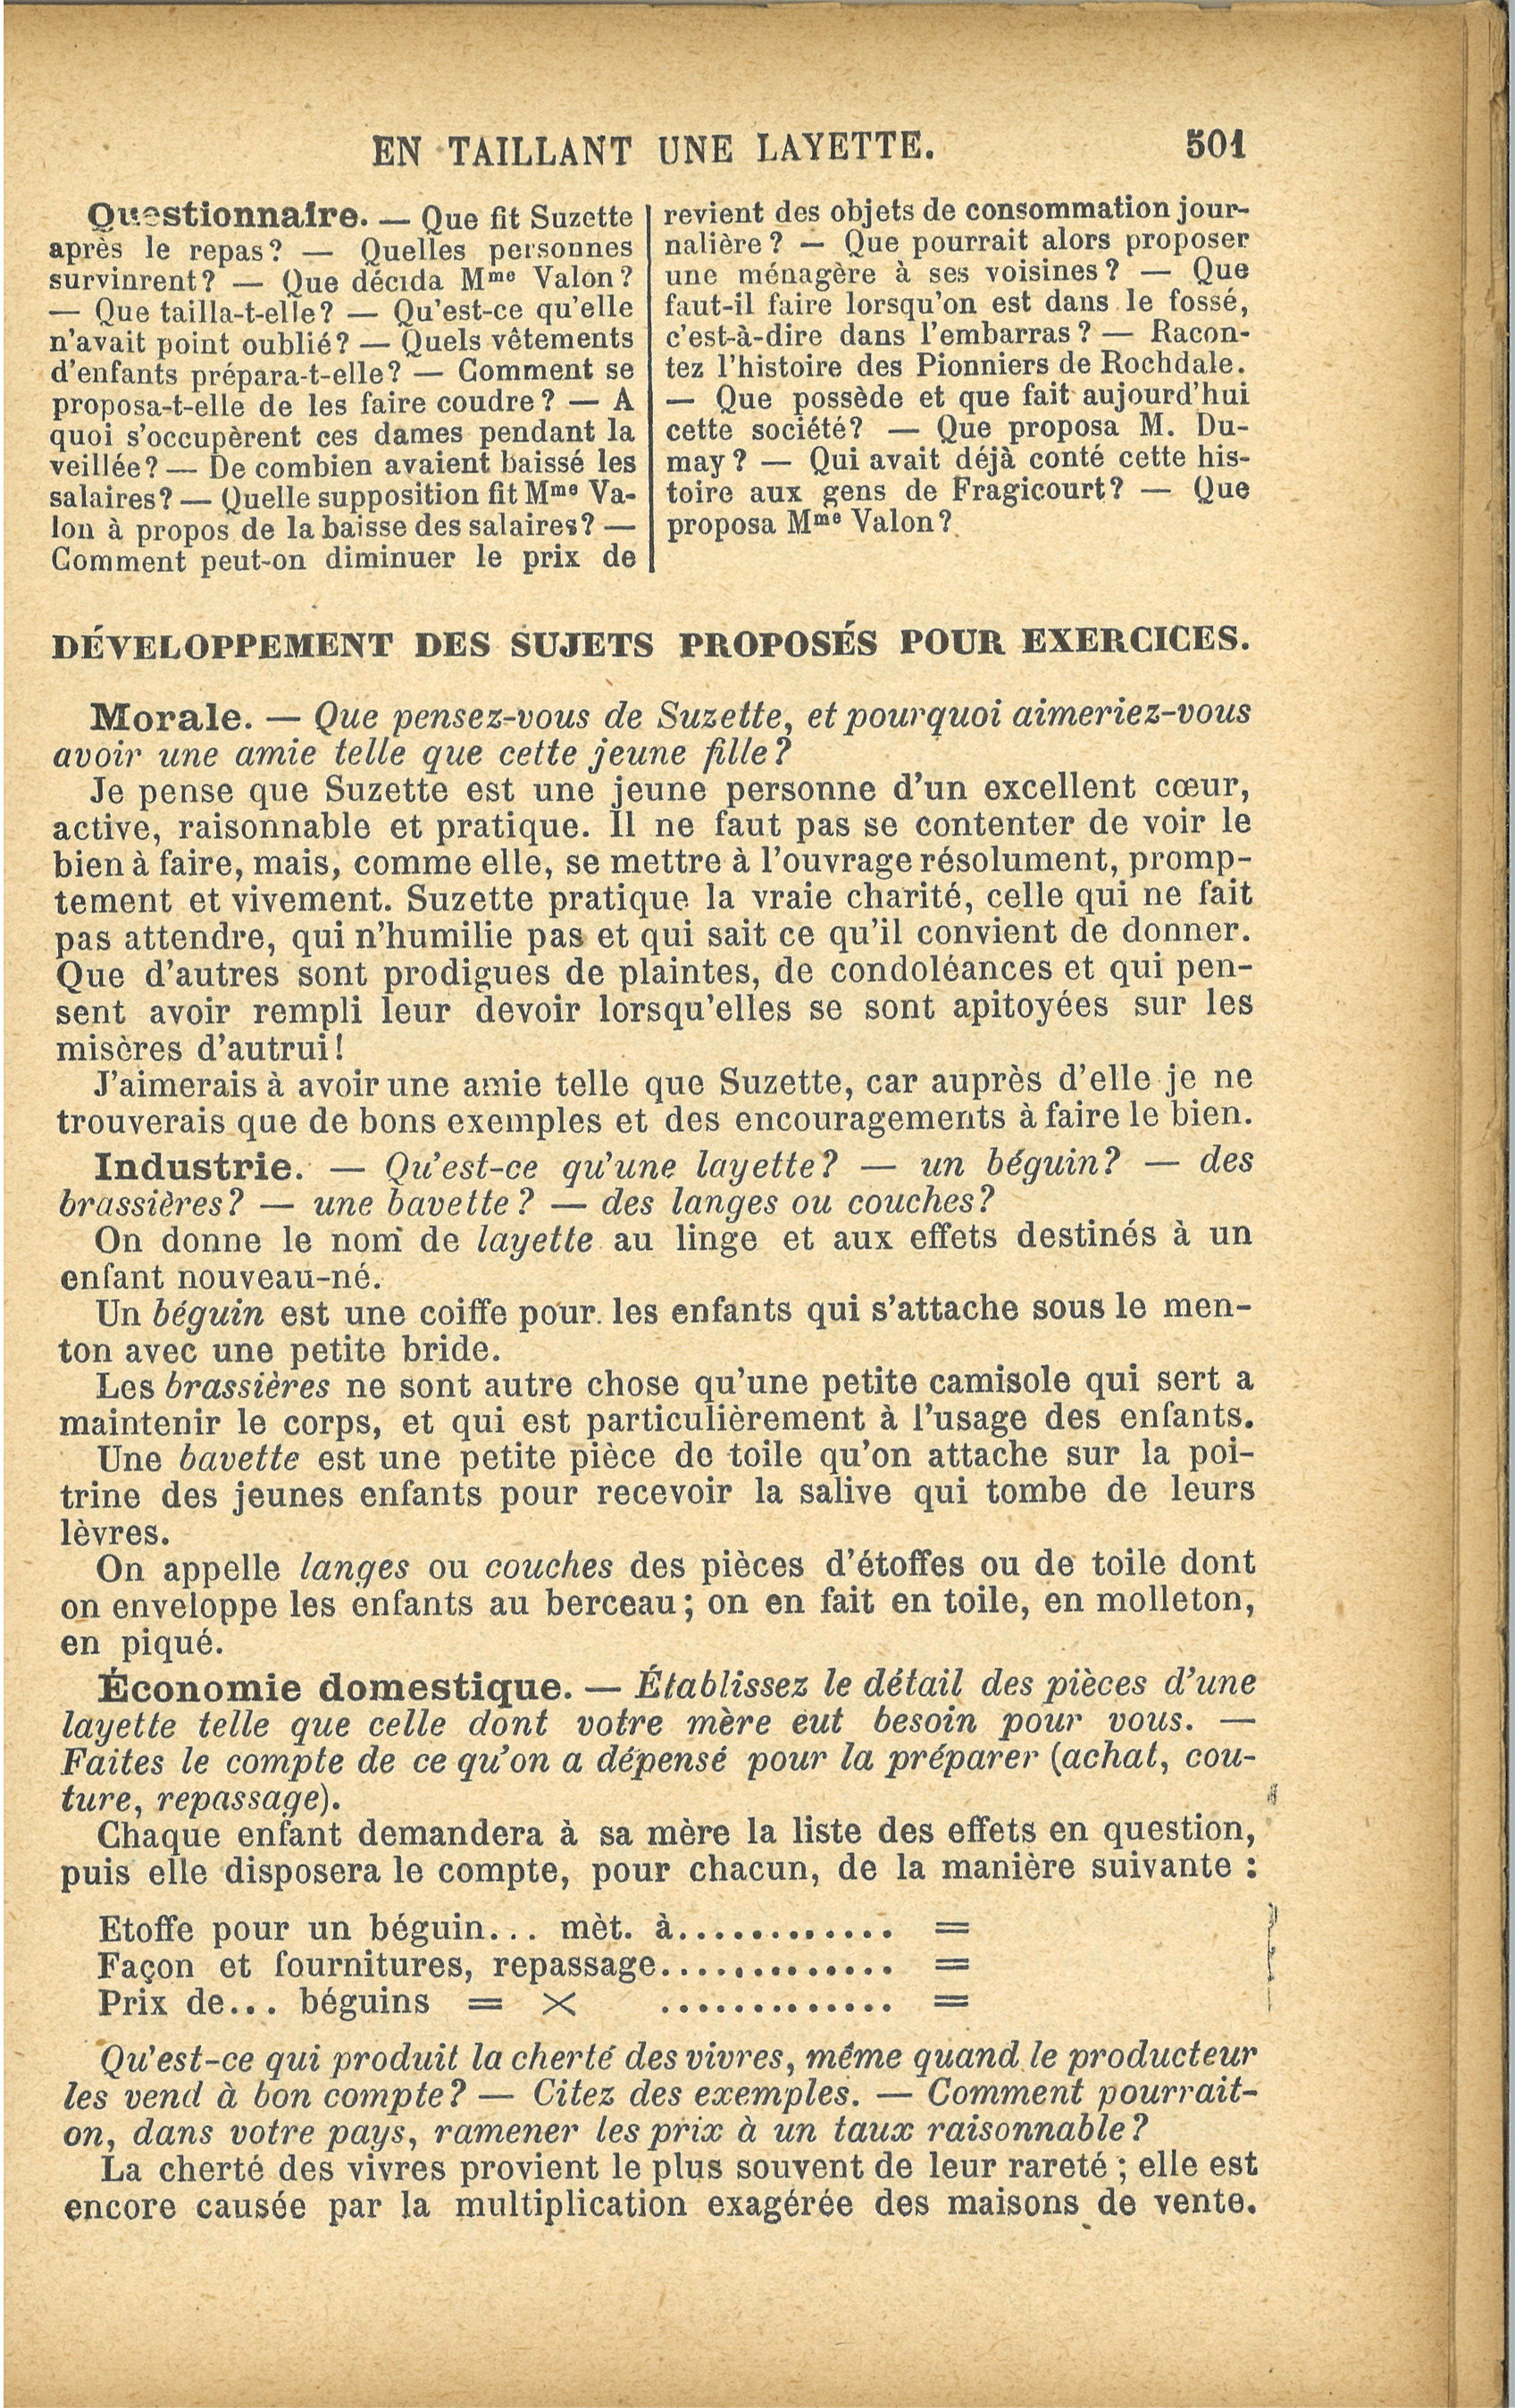 EN TAILLANT UNE LAYETTE. 501
Questionnaire. — Que fit Suzette
après le repas? — Quelles personnes
survinrent? — Que décida Mme Valon?
— Que tailla-t-elle? — Qu'est-ce qu'elle
n'avait point oublié? — Quels vêtements
d'enfants prépara-t-elle? — Comment se
proposa-t-elle de les faire coudre? — A
quoi s'occupèrent ces dames pendant la
veillée? — De combien avaient baissé les
salaires? — Quelle supposition fit Mme Va-
lon à propos de la baisse des salaires? —
Comment peut-on diminuer le prix de
revient des objets de consommation jour-
nalière? — Que pourrait alors proposer
une ménagère à ses voisines? — Que
faut-il faire lorsqu'on est dans le fossé,
c'est-à-dire dans l'embarras? — Racon-
tez l'histoire des Pionniers de Rochdale.
— Que possède et que fait aujourd'hui
cette société? — Que proposa M. Du-
may? — Qui avait déjà conté cette his-
toire aux gens de Fragicourt? — Que
proposa Mme Valon?
DÉVELOPPEMENT DES SUJETS PROPOSÉS POUR EXERCICES.
Morale. — Que pensez-vous de Suzette, et pourquoi aimeriez-vous
avoir une amie telle que cette jeune fille?
Je pense que Suzette est une jeune personne d'un excellent cœur,
active, raisonnable et pratique. Il ne faut pas se contenter de voir le
bien à faire, mais, comme elle, se mettre à l'ouvrage résolument, promp-
tement et vivement. Suzette pratique la vraie charité, celle qui ne fait
pas attendre, qui n'humilie pas et qui sait ce qu'il convient de donner.
Que d'autres sont prodigues de plaintes, de condoléances et qui pen-
sent avoir rempli leur devoir lorsqu'elles se sont apitoyées sur les
misères d'autrui!
J'aimerais à avoir une amie telle que Suzette, car auprès d'elle je ne
trouverais que de bons exemples et des encouragements à faire le bien.
Industrie. — Qu'est-ce qu'une layette? — un béguin? — des
brassières? — une bavette? — des langes ou couches?
On donne le nom de layette au linge et aux effets destinés à un
enfant nouveau-né.
Un béguin est une coiffe pour les enfants qui s'attache sous le men-
ton avec une petite bride.
Les brassières ne sont autre chose qu'une petite camisole qui sert a
maintenir le corps, et qui est particulièrement à l'usage des enfants.
Une bavette est une petite pièce de toile qu'on attache sur la poi-
trine des jeunes enfants pour recevoir la salive qui tombe de leurs
lèvres.
On appelle langes ou couches des pièces d'étoffes ou de toile dont
on enveloppe les enfants au berceau; on en fait en toile, en molleton,
en piqué.
Économie domestique. — Établissez le détail des pièces d'une
layette telle que celle dont votre mère eut besoin pour vous. —
Faites le compte de ce qu'on a dépensé pour la préparer (achat, cou-
ture, repassage).
Chaque enfant demandera à sa mère la liste des effets en question,
puis elle disposera le compte, pour chacun, de la manière suivante :
Etoffe pour un béguin... mèt. à............. =
Façon et fournitures, repassage............. =
Prix de... béguins = × ............. =
Qu'est-ce qui produit la cherté des vivres, même quand le producteur
les vend à bon compte? — Citez des exemples. — Comment pourrait-
on, dans votre pays, ramener les prix à un taux raisonnable?
La cherté des vivres provient le plus souvent de leur rareté; elle est
encore causée par la multiplication exagérée des maisons de vente.